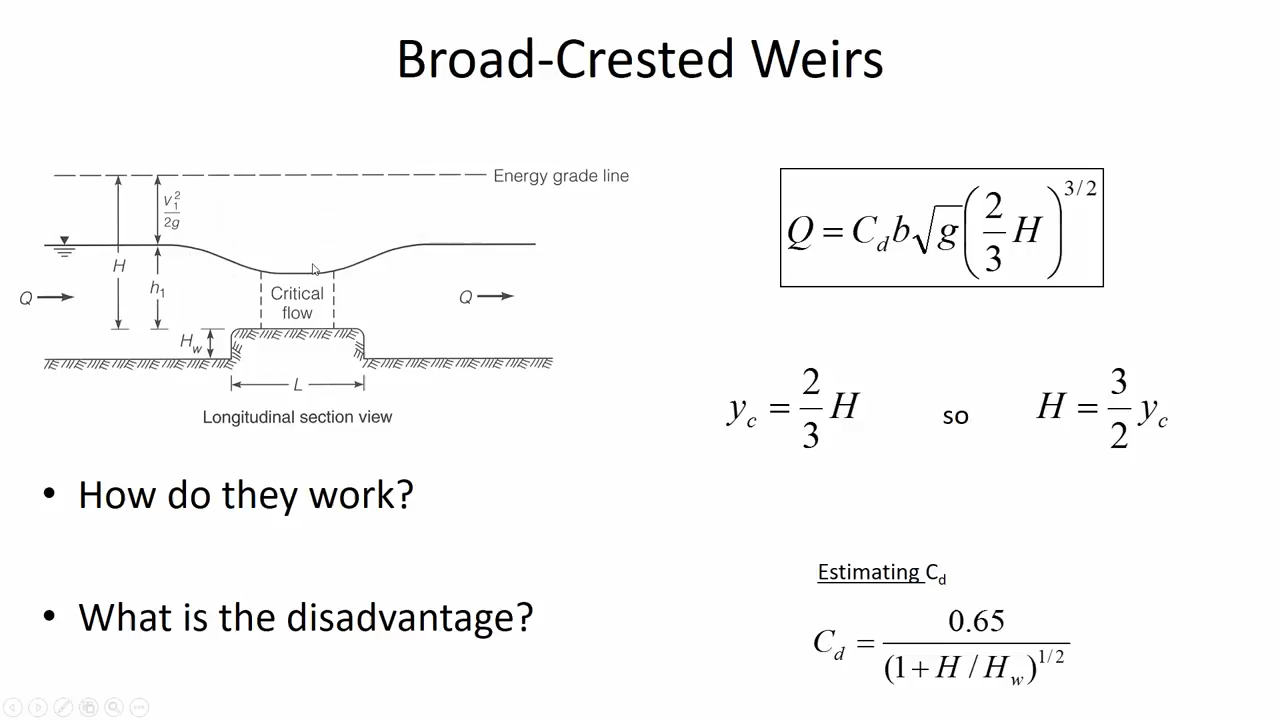 Broad-Crested Weirs
Energy grade line
V₁²/2g
H
h₁
Q
Q
Critical
flow
H_w
L
Longitudinal section view
Q = C_d b√g (2/3 H)^3/2
y_c = 2/3 H so H = 3/2 y_c
• How do they work?
• What is the disadvantage?
Estimating C_d
C_d = 0.65/(1 + H / H_w)^1/2